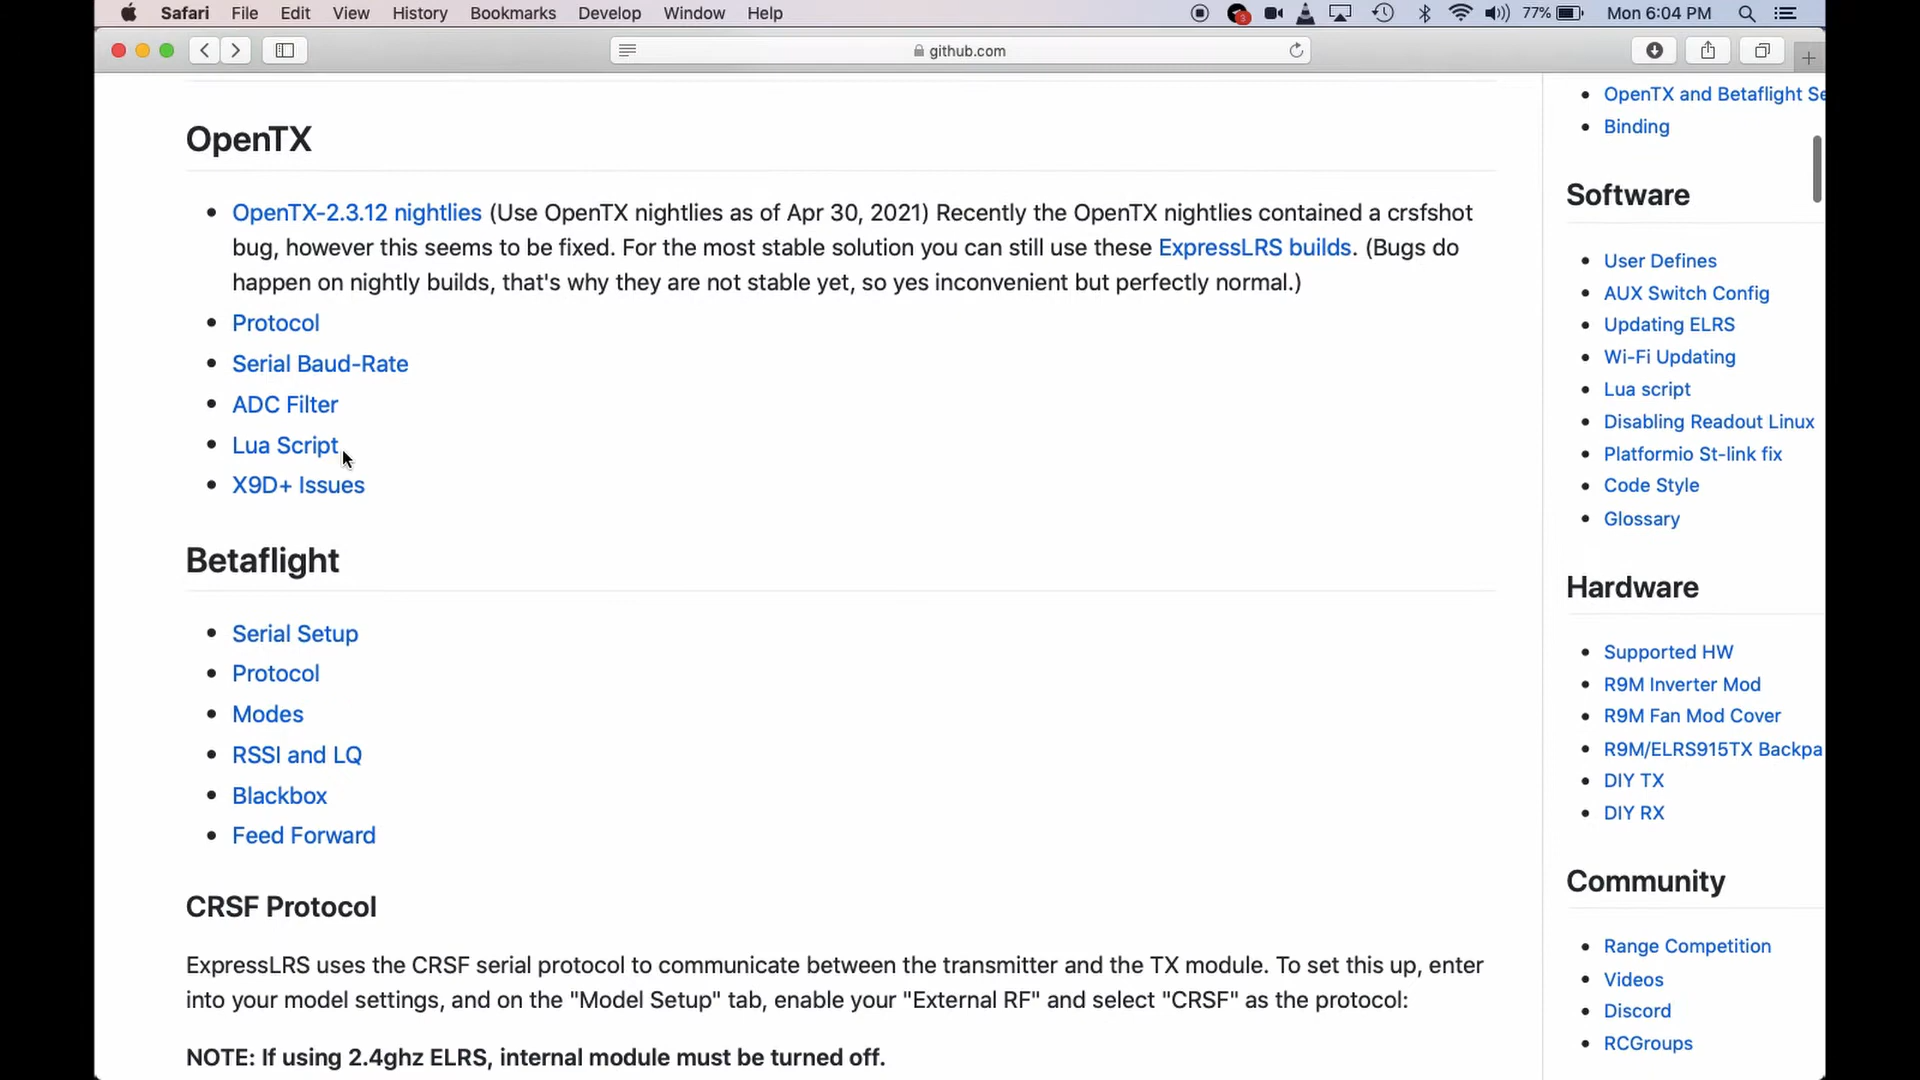 Safari File Edit View History Bookmarks Develop Window Help
3
77% Mon 6:04 PM
github.com
OpenTX
OpenTX-2.3.12 nightlies (Use OpenTX nightlies as of Apr 30, 2021) Recently the OpenTX nightlies contained a crsfshot
bug, however this seems to be fixed. For the most stable solution you can still use these ExpressLRS builds. (Bugs do
happen on nightly builds, that's why they are not stable yet, so yes inconvenient but perfectly normal.)
Protocol
Serial Baud-Rate
ADC Filter
Lua Script
X9D+ Issues
Betaflight
Serial Setup
Protocol
Modes
RSSI and LQ
Blackbox
Feed Forward
CRSF Protocol
ExpressLRS uses the CRSF serial protocol to communicate between the transmitter and the TX module. To set this up, enter
into your model settings, and on the "Model Setup" tab, enable your "External RF" and select "CRSF" as the protocol:
NOTE: If using 2.4ghz ELRS, internal module must be turned off.
OpenTX and Betaflight Se
Binding
Software
User Defines
AUX Switch Config
Updating ELRS
Wi-Fi Updating
Lua script
Disabling Readout Linux
Platformio St-link fix
Code Style
Glossary
Hardware
Supported HW
R9M Inverter Mod
R9M Fan Mod Cover
R9M/ELRS915TX Backpa
DIY TX
DIY RX
Community
Range Competition
Videos
Discord
RCGroups